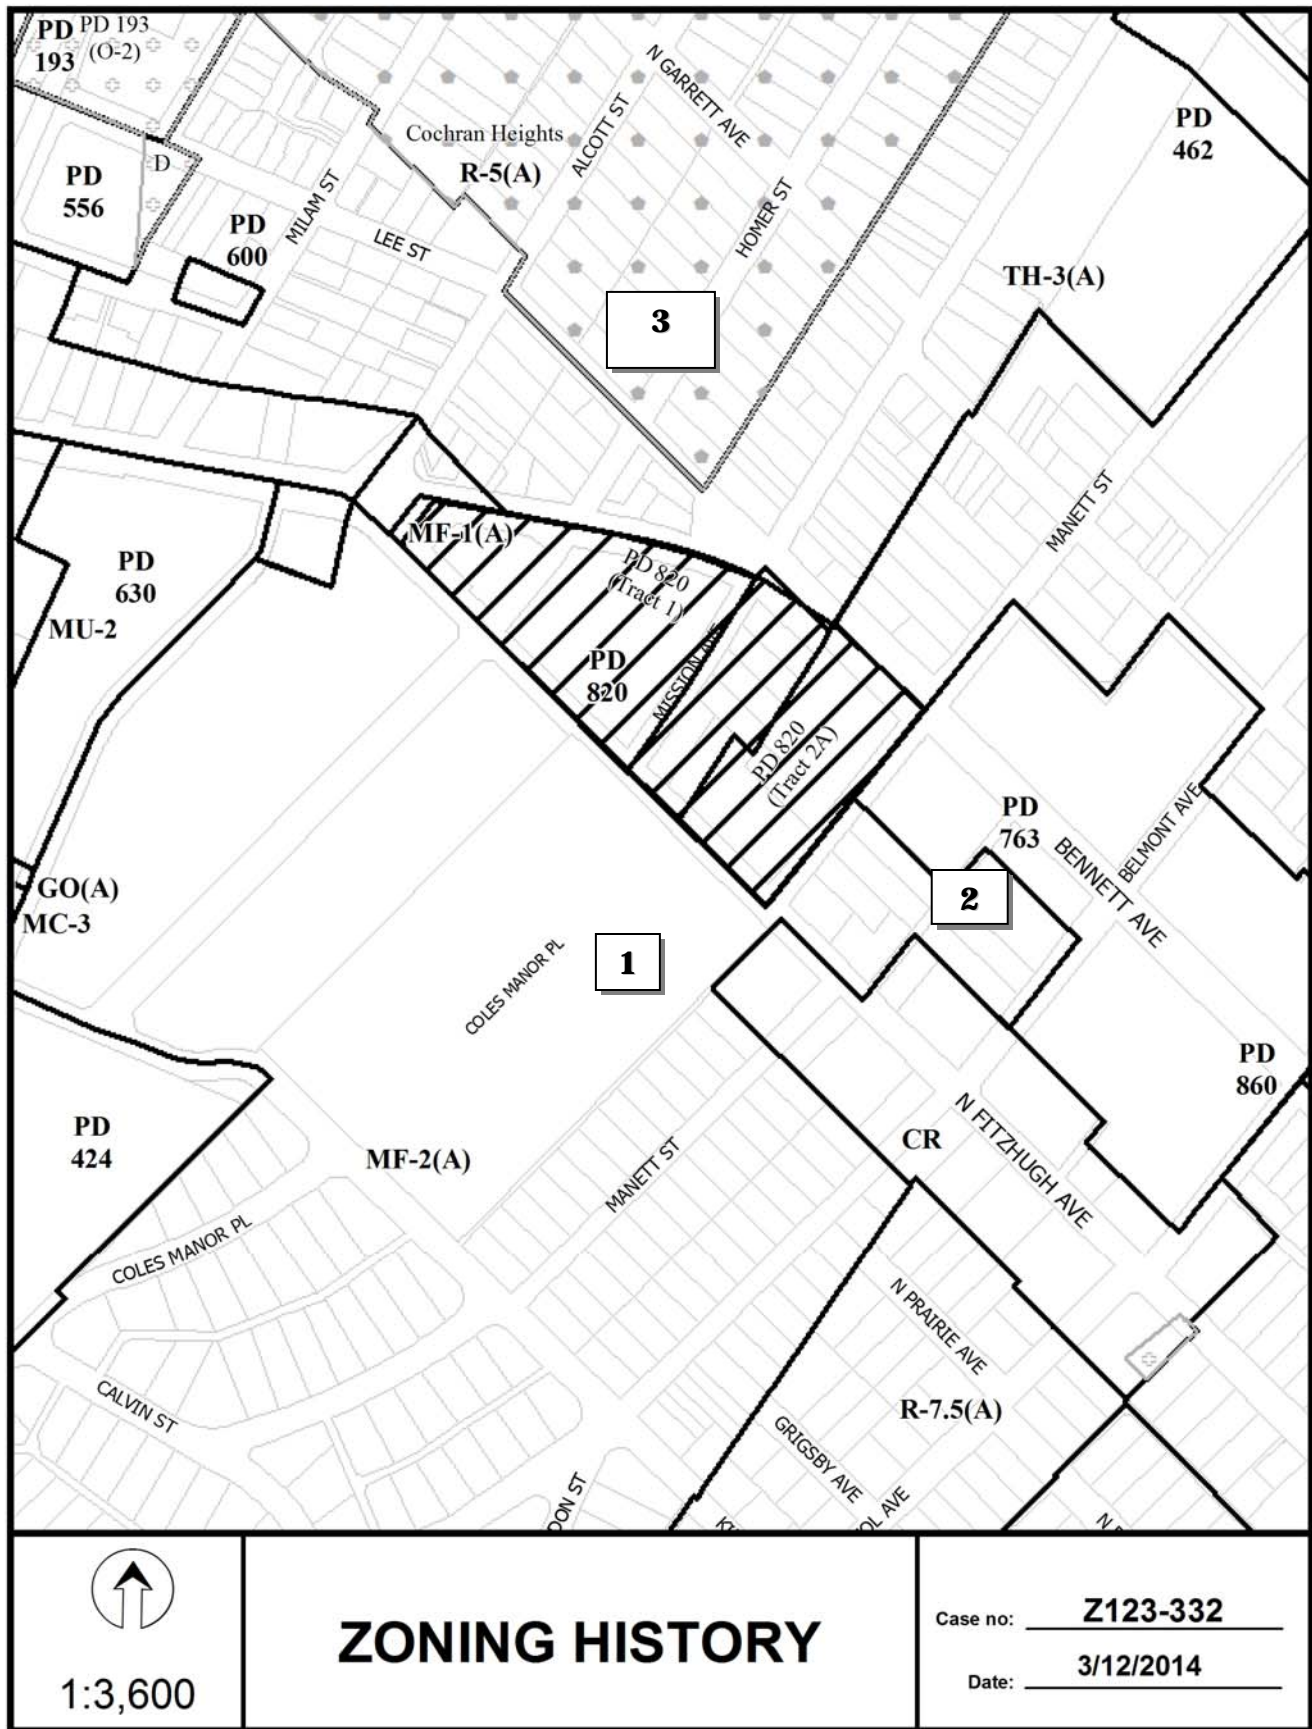 PD
193
PD 193
(O-2)
N GARRETT AVE
PD
462
Cochran Heights
R-5(A)
ALCOTT ST
D
PD
556
PD
600
MILAM ST
LEE ST
HOMER ST
TH-3(A)
3
MANETT ST
MF-1(A)
PD
630
MU-2
PD 820
(Tract 1)
PD
820
MISSION AVE
PD 820
(Tract 2A)
PD
763
BELMONT AVE
BENNETT AVE
2
GO(A)
MC-3
COLES MANOR PL
1
PD
860
PD
424
MF-2(A)
MANETT ST
CR
N FITZHUGH AVE
COLES MANOR PL
N PRAIRIE AVE
R-7.5(A)
CALVIN ST
GRIGSBY AVE
DON ST
OL AVE
1:3,600
ZONING HISTORY
Case no: Z123-332
Date: 3/12/2014